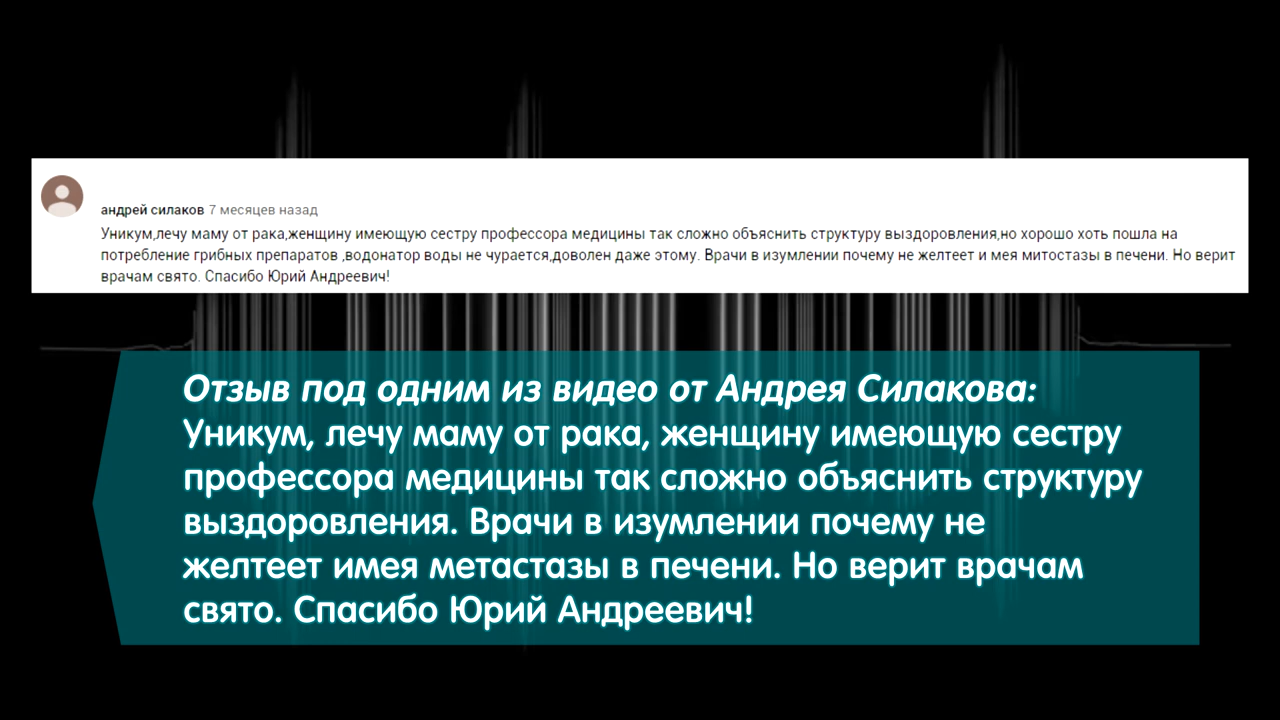 андрей силаков 7 месяцев назад
Уникум,лечу маму от рака,женщину имеющую сестру профессора медицины так сложно объяснить структуру выздоровления,но хорошо хоть пошла на
потребление грибных препаратов ,водонатор воды не чурается,доволен даже этому. Врачи в изумлении почему не желтеет и мея митостазы в печени. Но верит
врачам свято. Спасибо Юрий Андреевич!
Отзыв под одним из видео от Андрея Силакова:
Уникум, лечу маму от рака, женщину имеющую сестру
профессора медицины так сложно объяснить структуру
выздоровления. Врачи в изумлении почему не
желтеет имея метастазы в печени. Но верит врачам
свято. Спасибо Юрий Андреевич!